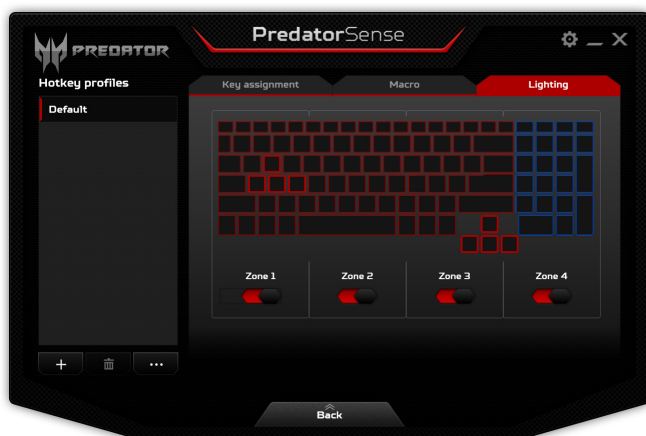 PredatorSense
PREDATOR
Hotkey profiles
Default
Key assignment
Macro
Lighting
Zone 1
Zone 2
Zone 3
Zone 4
Back